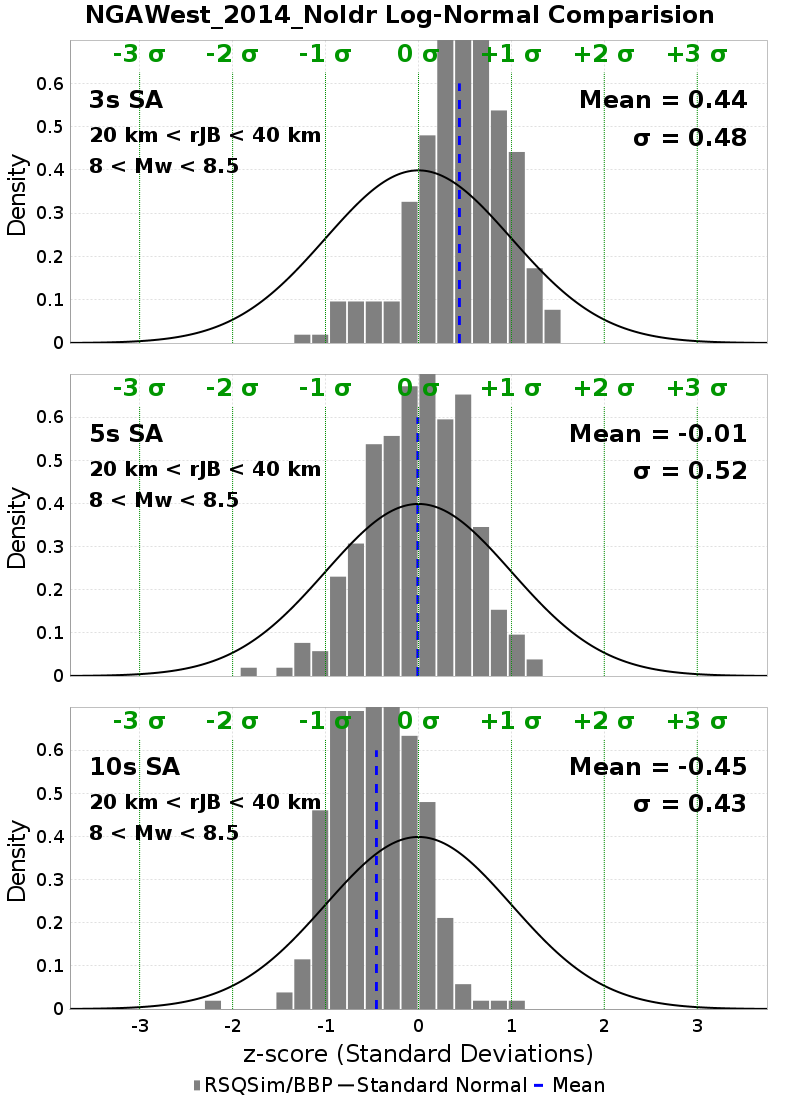 NGAWest_2014_NoIdr Log-Normal Comparision
-3 σ -2 σ -1 σ 0 σ +1 σ +2 σ +3 σ
3s SA
Mean = 0.44
20 km < rJB < 40 km
σ = 0.48
8 < Mw < 8.5
0.6
0.5
0.4
0.3
0.2
0.1
0
Density
-3 σ -2 σ -1 σ 0 σ +1 σ +2 σ +3 σ
5s SA
Mean = -0.01
20 km < rJB < 40 km
σ = 0.52
8 < Mw < 8.5
0.6
0.5
0.4
0.3
0.2
0.1
0
Density
-3 σ -2 σ -1 σ 0 σ +1 σ +2 σ +3 σ
10s SA
Mean = -0.45
20 km < rJB < 40 km
σ = 0.43
8 < Mw < 8.5
0.6
0.5
0.4
0.3
0.2
0.1
0
Density
-3 -2 -1 0 1 2 3
z-score (Standard Deviations)
RSQSim/BBP Standard Normal Mean